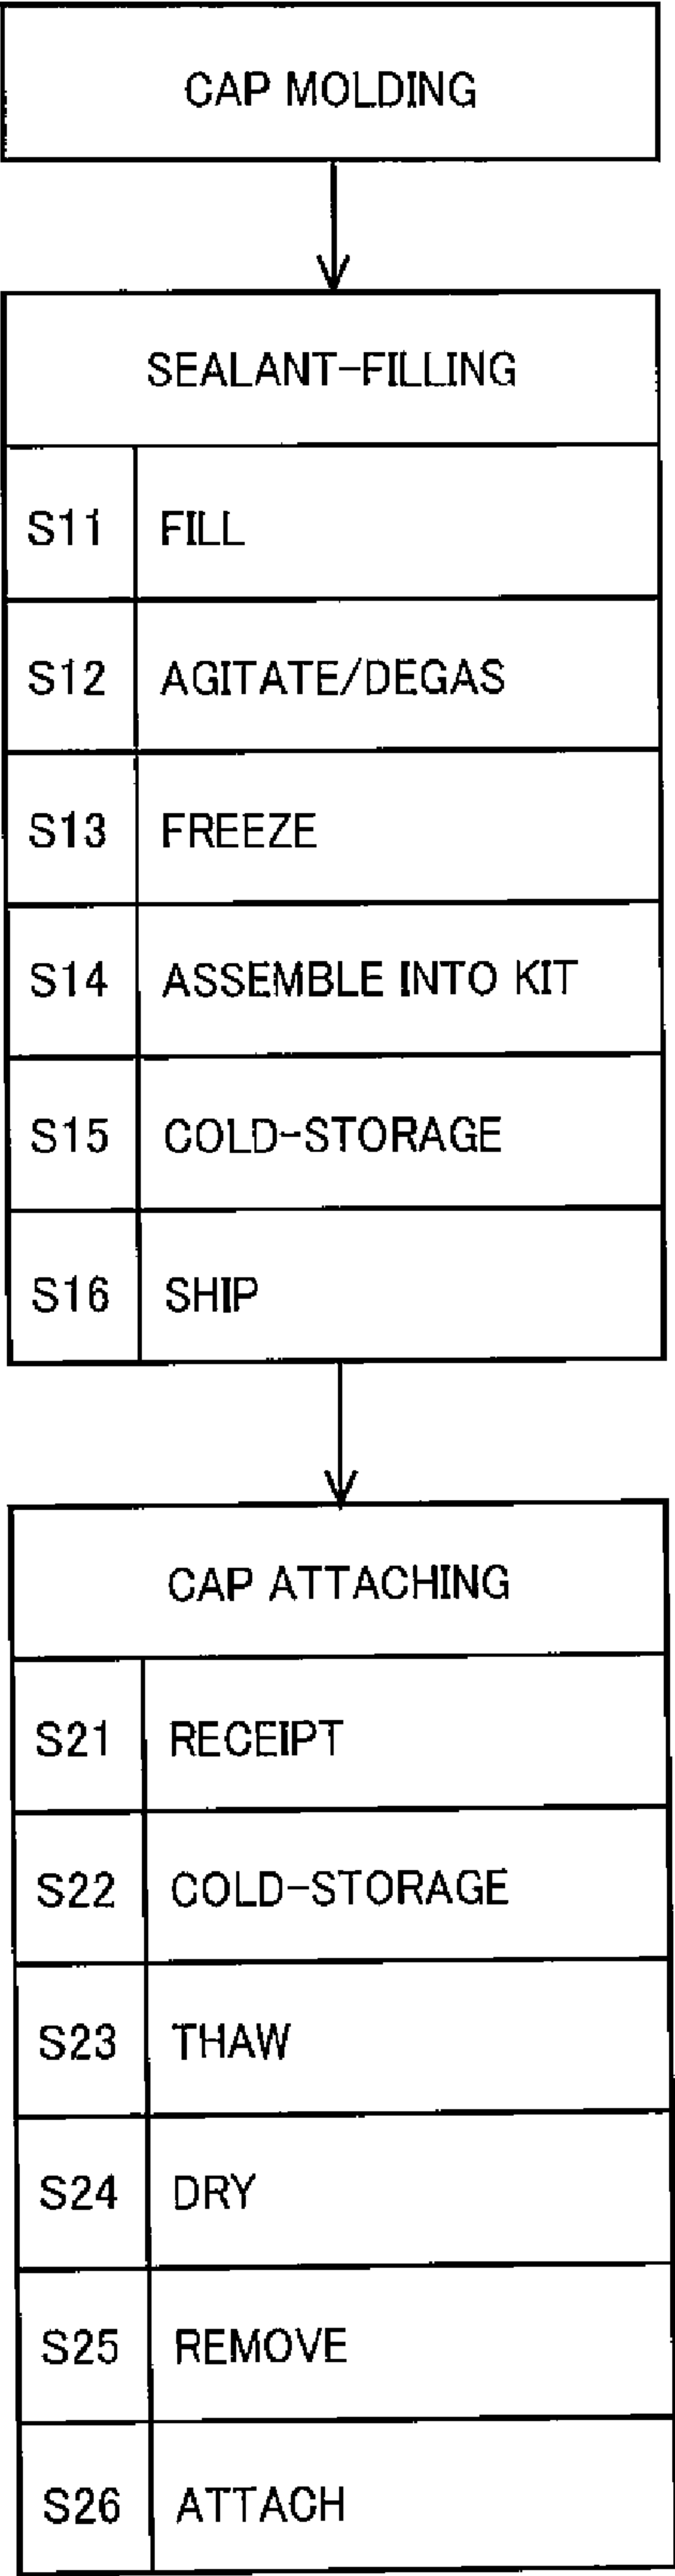 CAP MOLDING
SEALANT-FILLING
S11 FILL
S12 AGITATE/DEGAS
S13 FREEZE
S14 ASSEMBLE INTO KIT
S15 COLD-STORAGE
S16 SHIP
CAP ATTACHING
S21 RECEIPT
S22 COLD-STORAGE
S23 THAW
S24 DRY
S25 REMOVE
S26 ATTACH